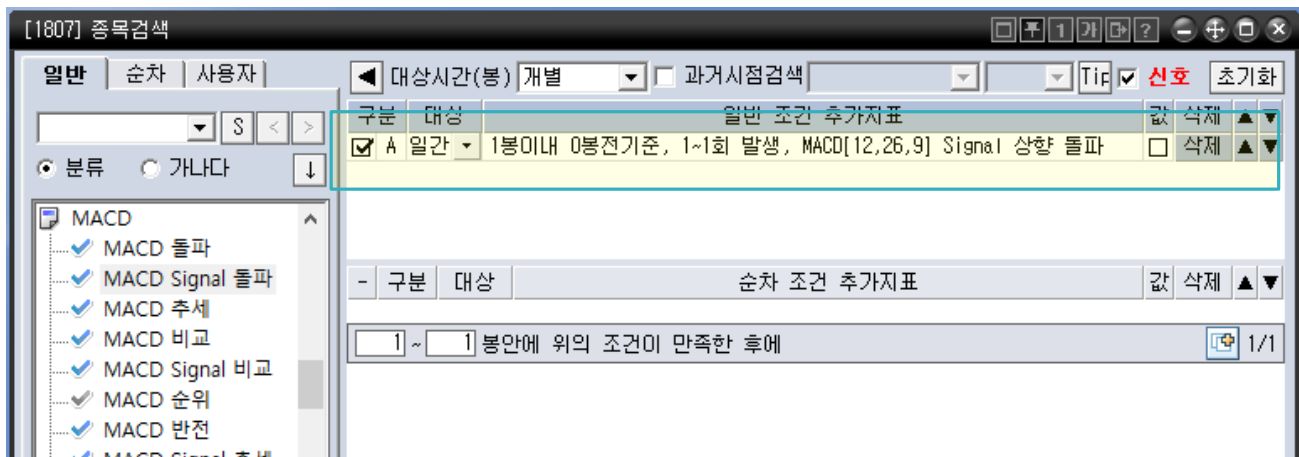 [1807] 종목검색
1 가 ?
일반 순차 사용자
대상시간(봉) 개별 과거시점검색 Tip 신호 초기화
S < >
분류 가나다 ↓
구분 대상 일반 조건 추가지표 값 삭제 ▲ ▼
A 일간 1봉이내 0봉전기준, 1~1회 발생, MACD[12,26,9] Signal 상향 돌파 삭제 ▲ ▼
MACD
MACD 돌파
MACD Signal 돌파
MACD 추세
MACD 비교
MACD Signal 비교
MACD 순위
MACD 반전
MACD Signal 추세
- 구분 대상 순차 조건 추가지표 값 삭제 ▲ ▼
1 ~ 1 봉안에 위의 조건이 만족한 후에 1/1